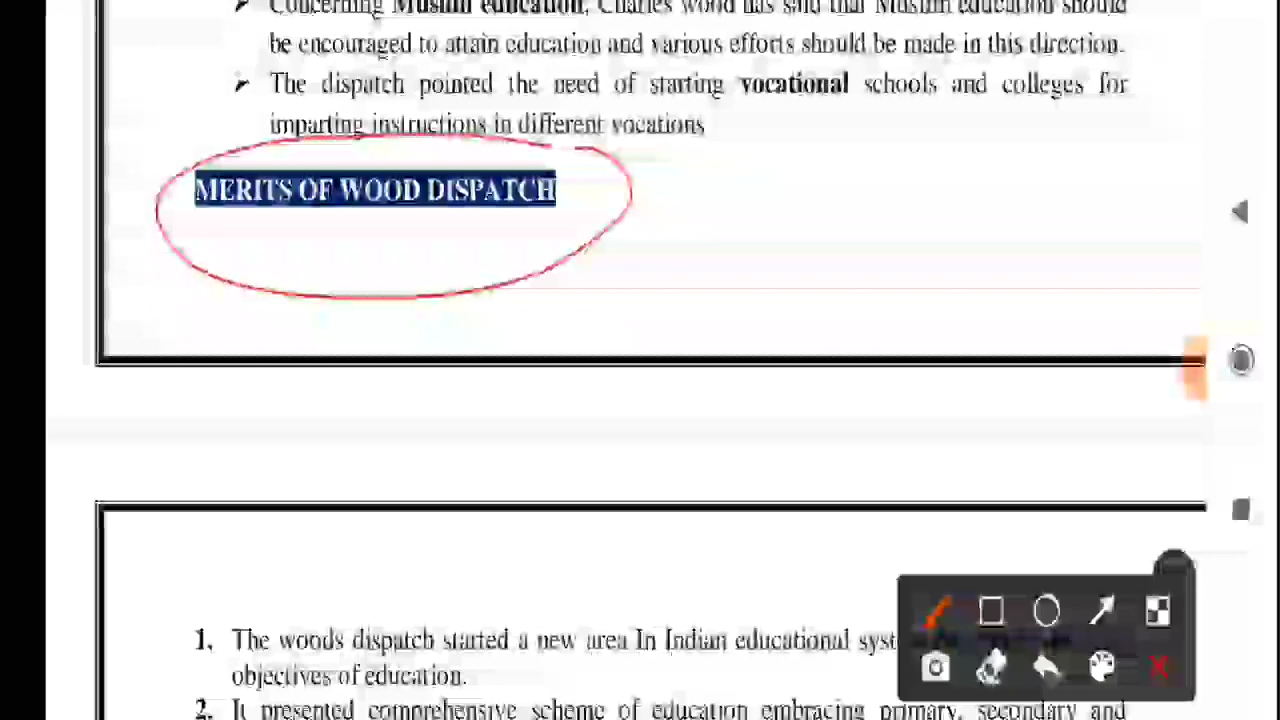 Concerning Muslim education, Charles wood has said that Muslim education should
be encouraged to attain education and various efforts should be made in this direction.
➤ The dispatch pointed the need of starting vocational schools and colleges for
imparting instructions in different vocations
MERITS OF WOOD DISPATCH
1. The woods dispatch started a new area In Indian educational
objectives of education.
2. It presented comprehensive scheme of education embracing primary, secondary and